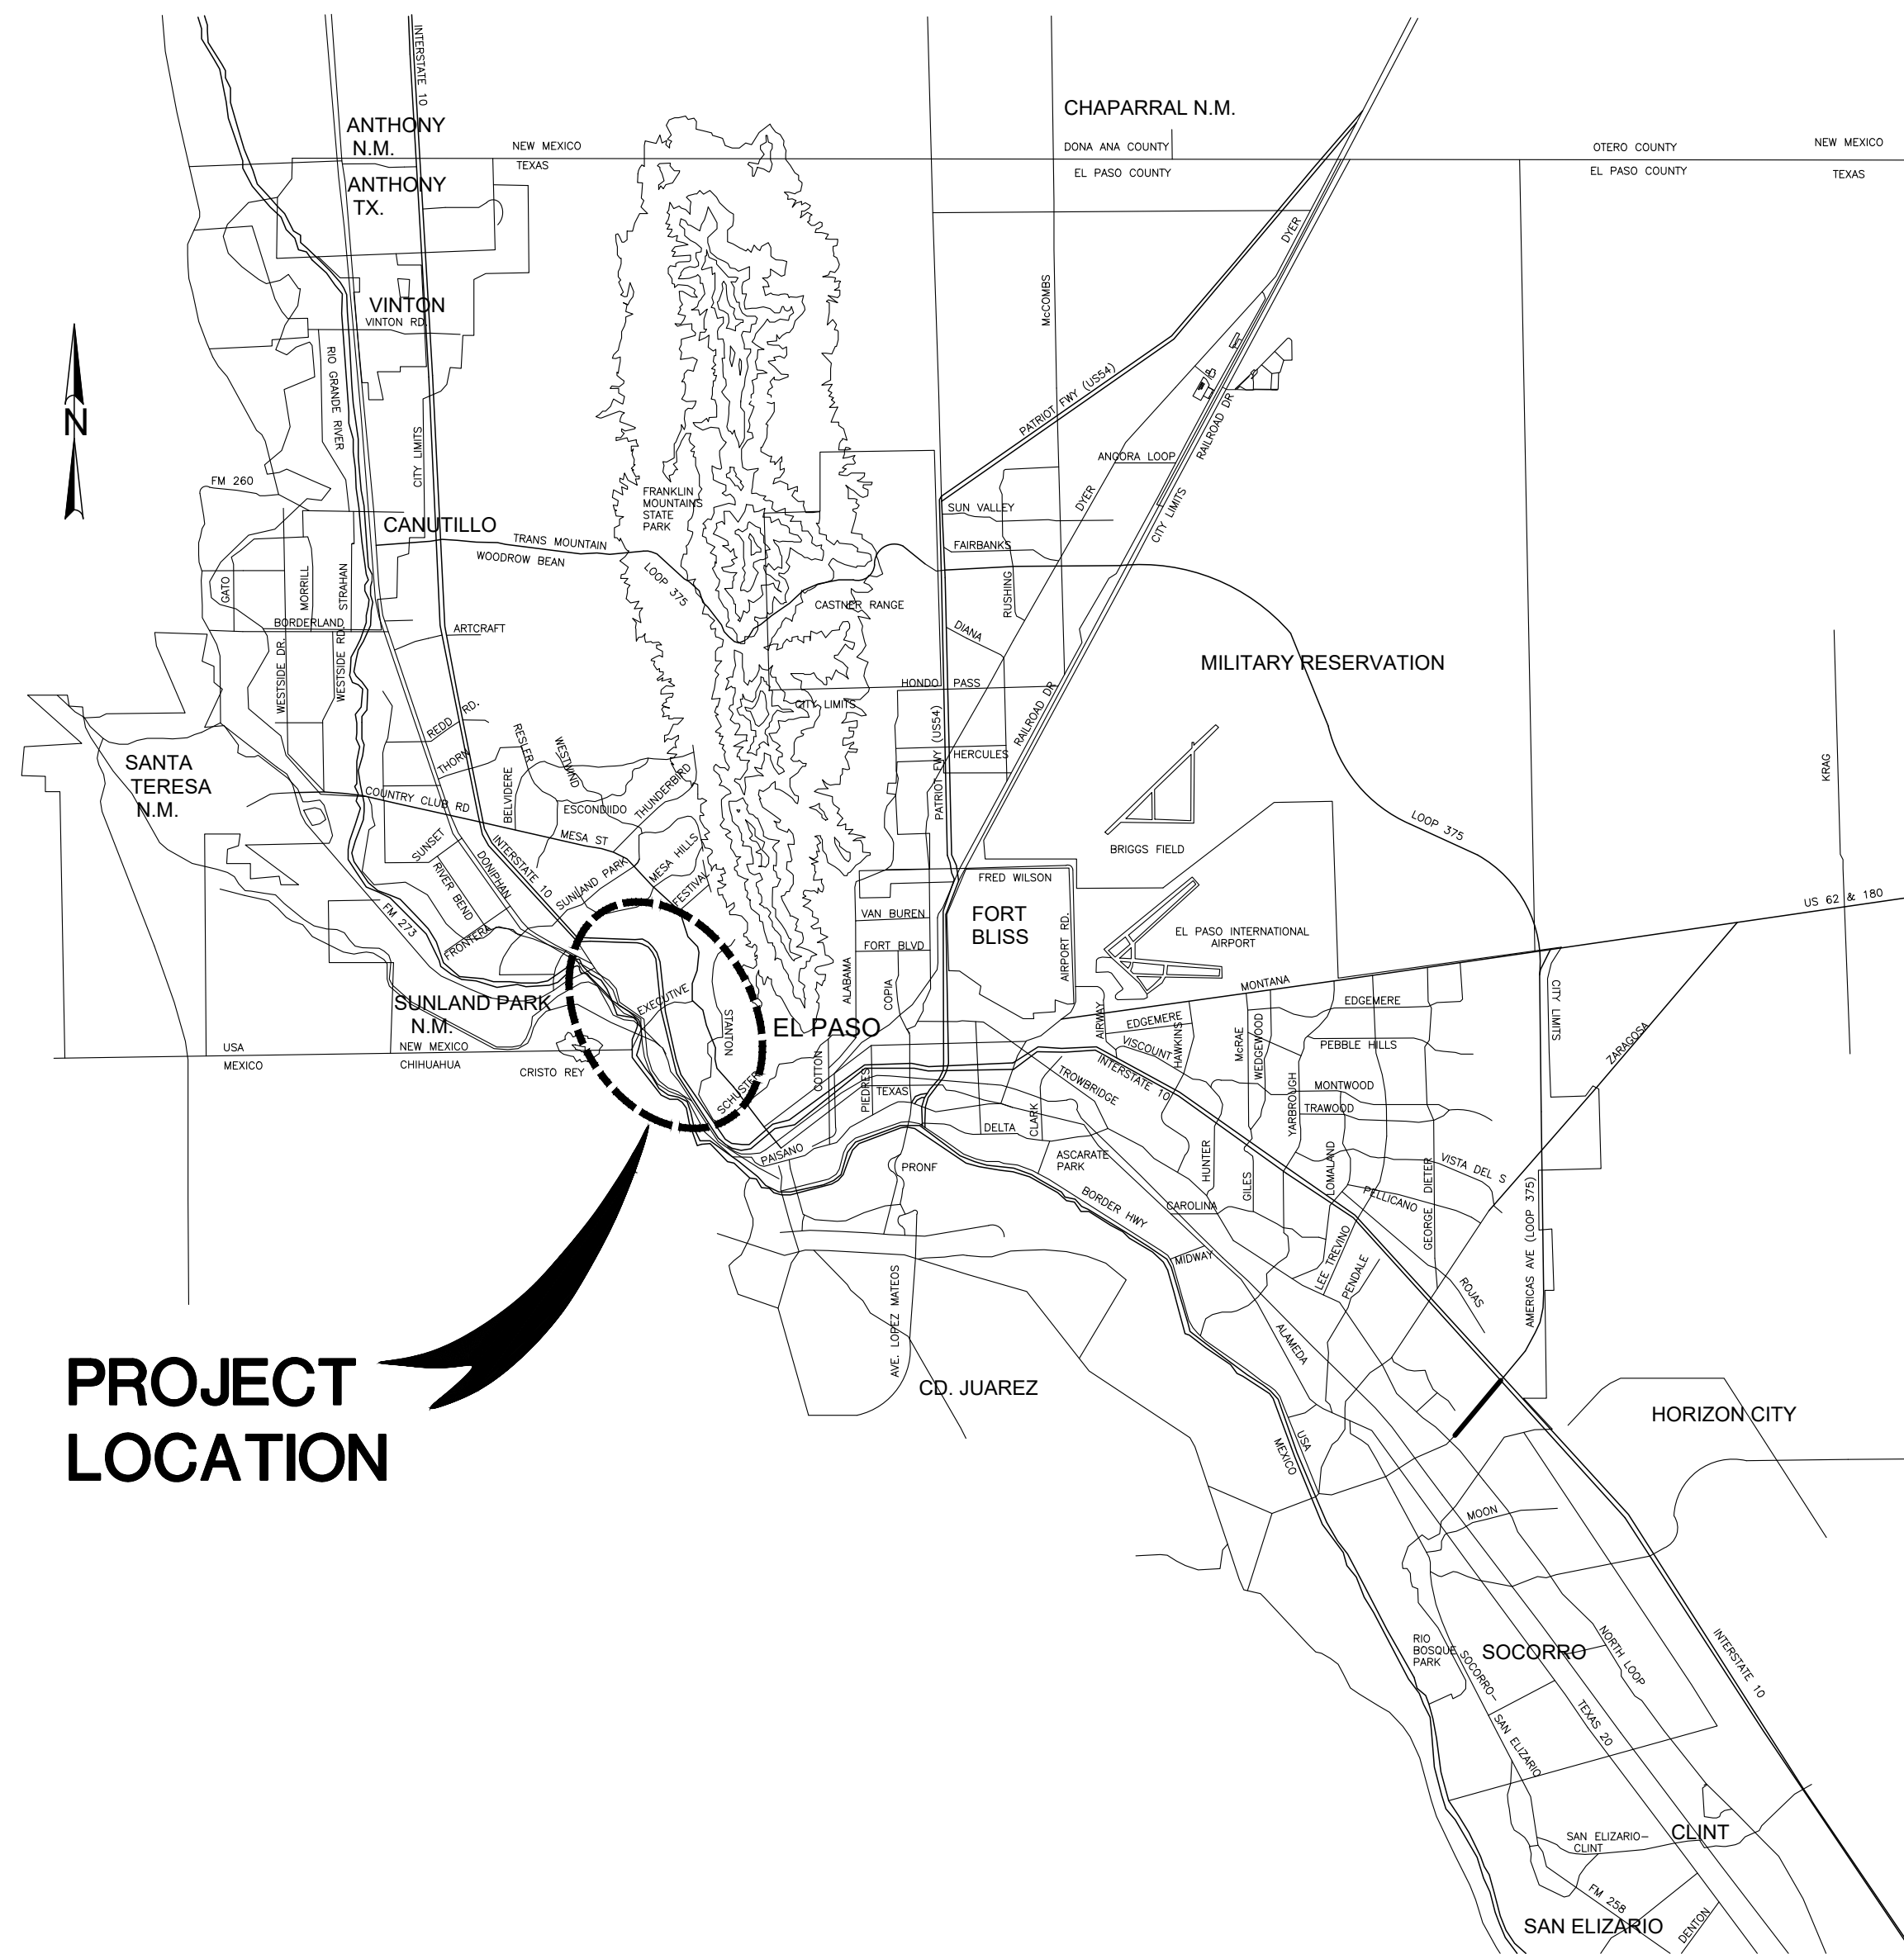 INTERSTATE 10
ANTHONY
N.M.
NEW MEXICO
TEXAS
ANTHONY
TX.
CHAPARRAL N.M.
DONA ANA COUNTY
EL PASO COUNTY
OTERO COUNTY
EL PASO COUNTY
NEW MEXICO
TEXAS
DYER
McCOMBS
VINTON
VINTON RD.
RIO GRANDE RIVER
CITY LIMITS
N
PATRIOT FWY (US54)
RAILROAD DR
ANGORA LOOP
DYER
CITY LIMITS
FM 260
FRANKLIN
MOUNTAINS
STATE
PARK
SUN VALLEY
CANUTILLO
TRANS MOUNTAIN
WOODROW BEAN
LOOP 375
FAIRBANKS
RUSHING
GATO
MORRILL
STRAHAN
BORDERLAND
ARTCRAFT
CASTNER RANGE
DIANA
WESTSIDE DR.
WESTSIDE RD.
MILITARY RESERVATION
HONDO PASS
CITY LIMITS
RAILROAD DR
PATRIOT FWY (US54)
HERCULES
REDD RD.
THORN
RESLER
WESTWIND
BELVIDERE
ESCONDIIDO
THUNDERBIRD
SANTA
TERESA
N.M.
COUNTRY CLUB RD
MESA ST
KRAG
LOOP 375
BRIGGS FIELD
SUNSET
RIVER BEND
DONIPHAN
INTERSTATE 10
SUNLAND PARK
MESA HILLS
FESTIVAL
FRED WILSON
FM 273
FRONTERA
VAN BUREN
FORT
BLISS
FORT BLVD
AIRPORT RD.
EL PASO INTERNATIONAL
AIRPORT
US 62 & 180
ALABAMA
COPIA
MONTANA
EDGEMERE
CITY LIMITS
SUNLAND PARK
N.M.
EXECUTIVE
STANTON
EL PASO
AIRWAY
EDGEMERE
HAWKINS
VISCOUNT
McRAE
WEDGEWOOD
PEBBLE HILLS
ZARAGOSA
USA
MEXICO
NEW MEXICO
CHIHUAHUA
CRISTO REY
SCHUSTER
COTTON
PIEDRES
TEXAS
TROWBRIDGE
INTERSTATE 10
YARBROUGH
MONTWOOD
TRAWOOD
CLARK
DELTA
PAISANO
PRONF
ASCARATE
PARK
HUNTER
GILES
LOMALAND
GEORGE DIETER
VISTA DEL S
PELLICANO
CAROLINA
BORDER HWY
MIDWAY
LEE TREVINO
PENDALE
ROJAS
AMERICAS AVE (LOOP 375)
AVE. LOPEZ MATEOS
ALAMEDA
PROJECT
LOCATION
CD. JUAREZ
HORIZON CITY
USA
MEXICO
MOON
RIO
BOSQUE
PARK
SOCORRO
SOCORRO-
SAN ELIZARIO
NORTH LOOP
TEXAS 20
INTERSTATE 10
SAN ELIZARIO-
CLINT
CLINT
FM 258
SAN ELIZARIO
DENTON